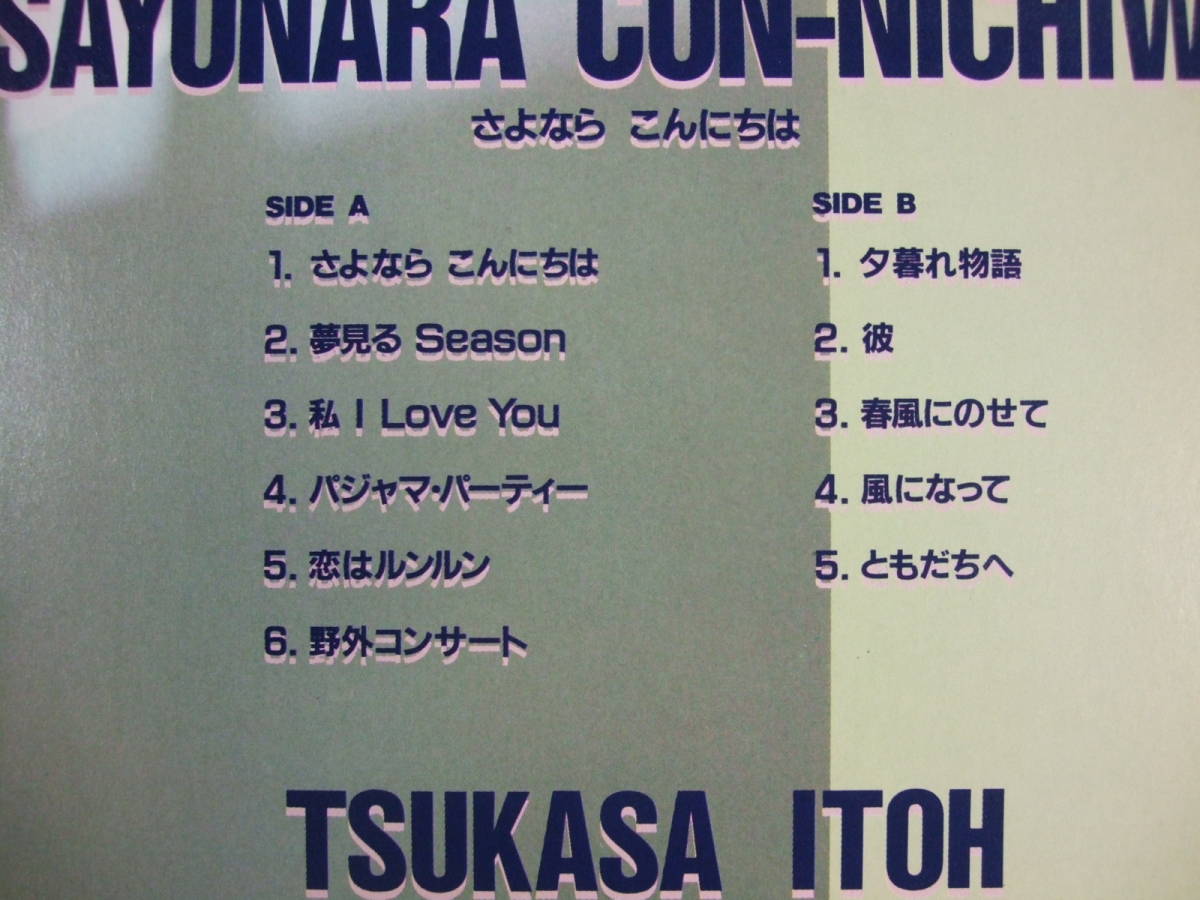 SAYONARA CON-NICHIW
さよなら こんにちは
SIDE A
1. さよなら こんにちは
2. 夢見る Season
3. 私 I Love You
4. パジャマ・パーティー
5. 恋はルンルン
6. 野外コンサート
SIDE B
1. 夕暮れ物語
2. 彼
3. 春風にのせて
4. 風になって
5. ともだちへ
TSUKASA ITOH